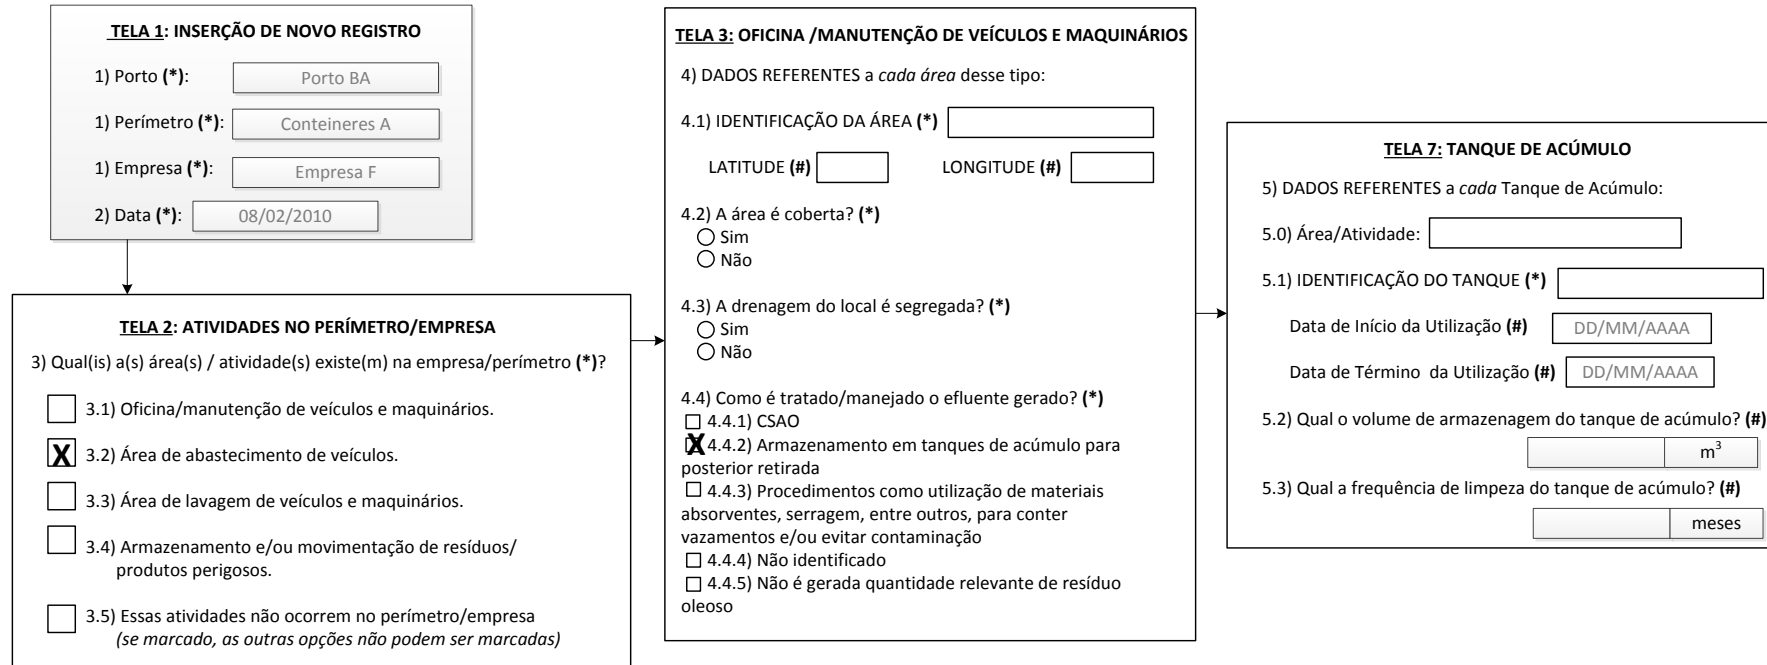 TELA 1: INSERÇÃO DE NOVO REGISTRO
1) Porto (*): Porto BA
1) Perímetro (*): Conteineres A
1) Empresa (*): Empresa F
2) Data (*): 08/02/2010
TELA 2: ATIVIDADES NO PERÍMETRO/EMPRESA
3) Qual(is) a(s) área(s) / atividade(s) existe(m) na empresa/perímetro (*)?
3.1) Oficina/manutenção de veículos e maquinários.
X 3.2) Área de abastecimento de veículos.
3.3) Área de lavagem de veículos e maquinários.
3.4) Armazenamento e/ou movimentação de resíduos/
produtos perigosos.
3.5) Essas atividades não ocorrem no perímetro/empresa
(se marcado, as outras opções não podem ser marcadas)
TELA 3: OFICINA /MANUTENÇÃO DE VEÍCULOS E MAQUINÁRIOS
4) DADOS REFERENTES a cada área desse tipo:
4.1) IDENTIFICAÇÃO DA ÁREA (*)
LATITUDE (#) LONGITUDE (#)
4.2) A área é coberta? (*)
Sim
Não
4.3) A drenagem do local é segregada? (*)
Sim
Não
4.4) Como é tratado/manejado o efluente gerado? (*)
4.4.1) CSAO
X 4.4.2) Armazenamento em tanques de acúmulo para
posterior retirada
4.4.3) Procedimentos como utilização de materiais
absorventes, serragem, entre outros, para conter
vazamentos e/ou evitar contaminação
4.4.4) Não identificado
4.4.5) Não é gerada quantidade relevante de resíduo
oleoso
TELA 7: TANQUE DE ACÚMULO
5) DADOS REFERENTES a cada Tanque de Acúmulo:
5.0) Área/Atividade:
5.1) IDENTIFICAÇÃO DO TANQUE (*)
Data de Início da Utilização (#) DD/MM/AAAA
Data de Término da Utilização (#) DD/MM/AAAA
5.2) Qual o volume de armazenagem do tanque de acúmulo? (#)
m³
5.3) Qual a frequência de limpeza do tanque de acúmulo? (#)
meses